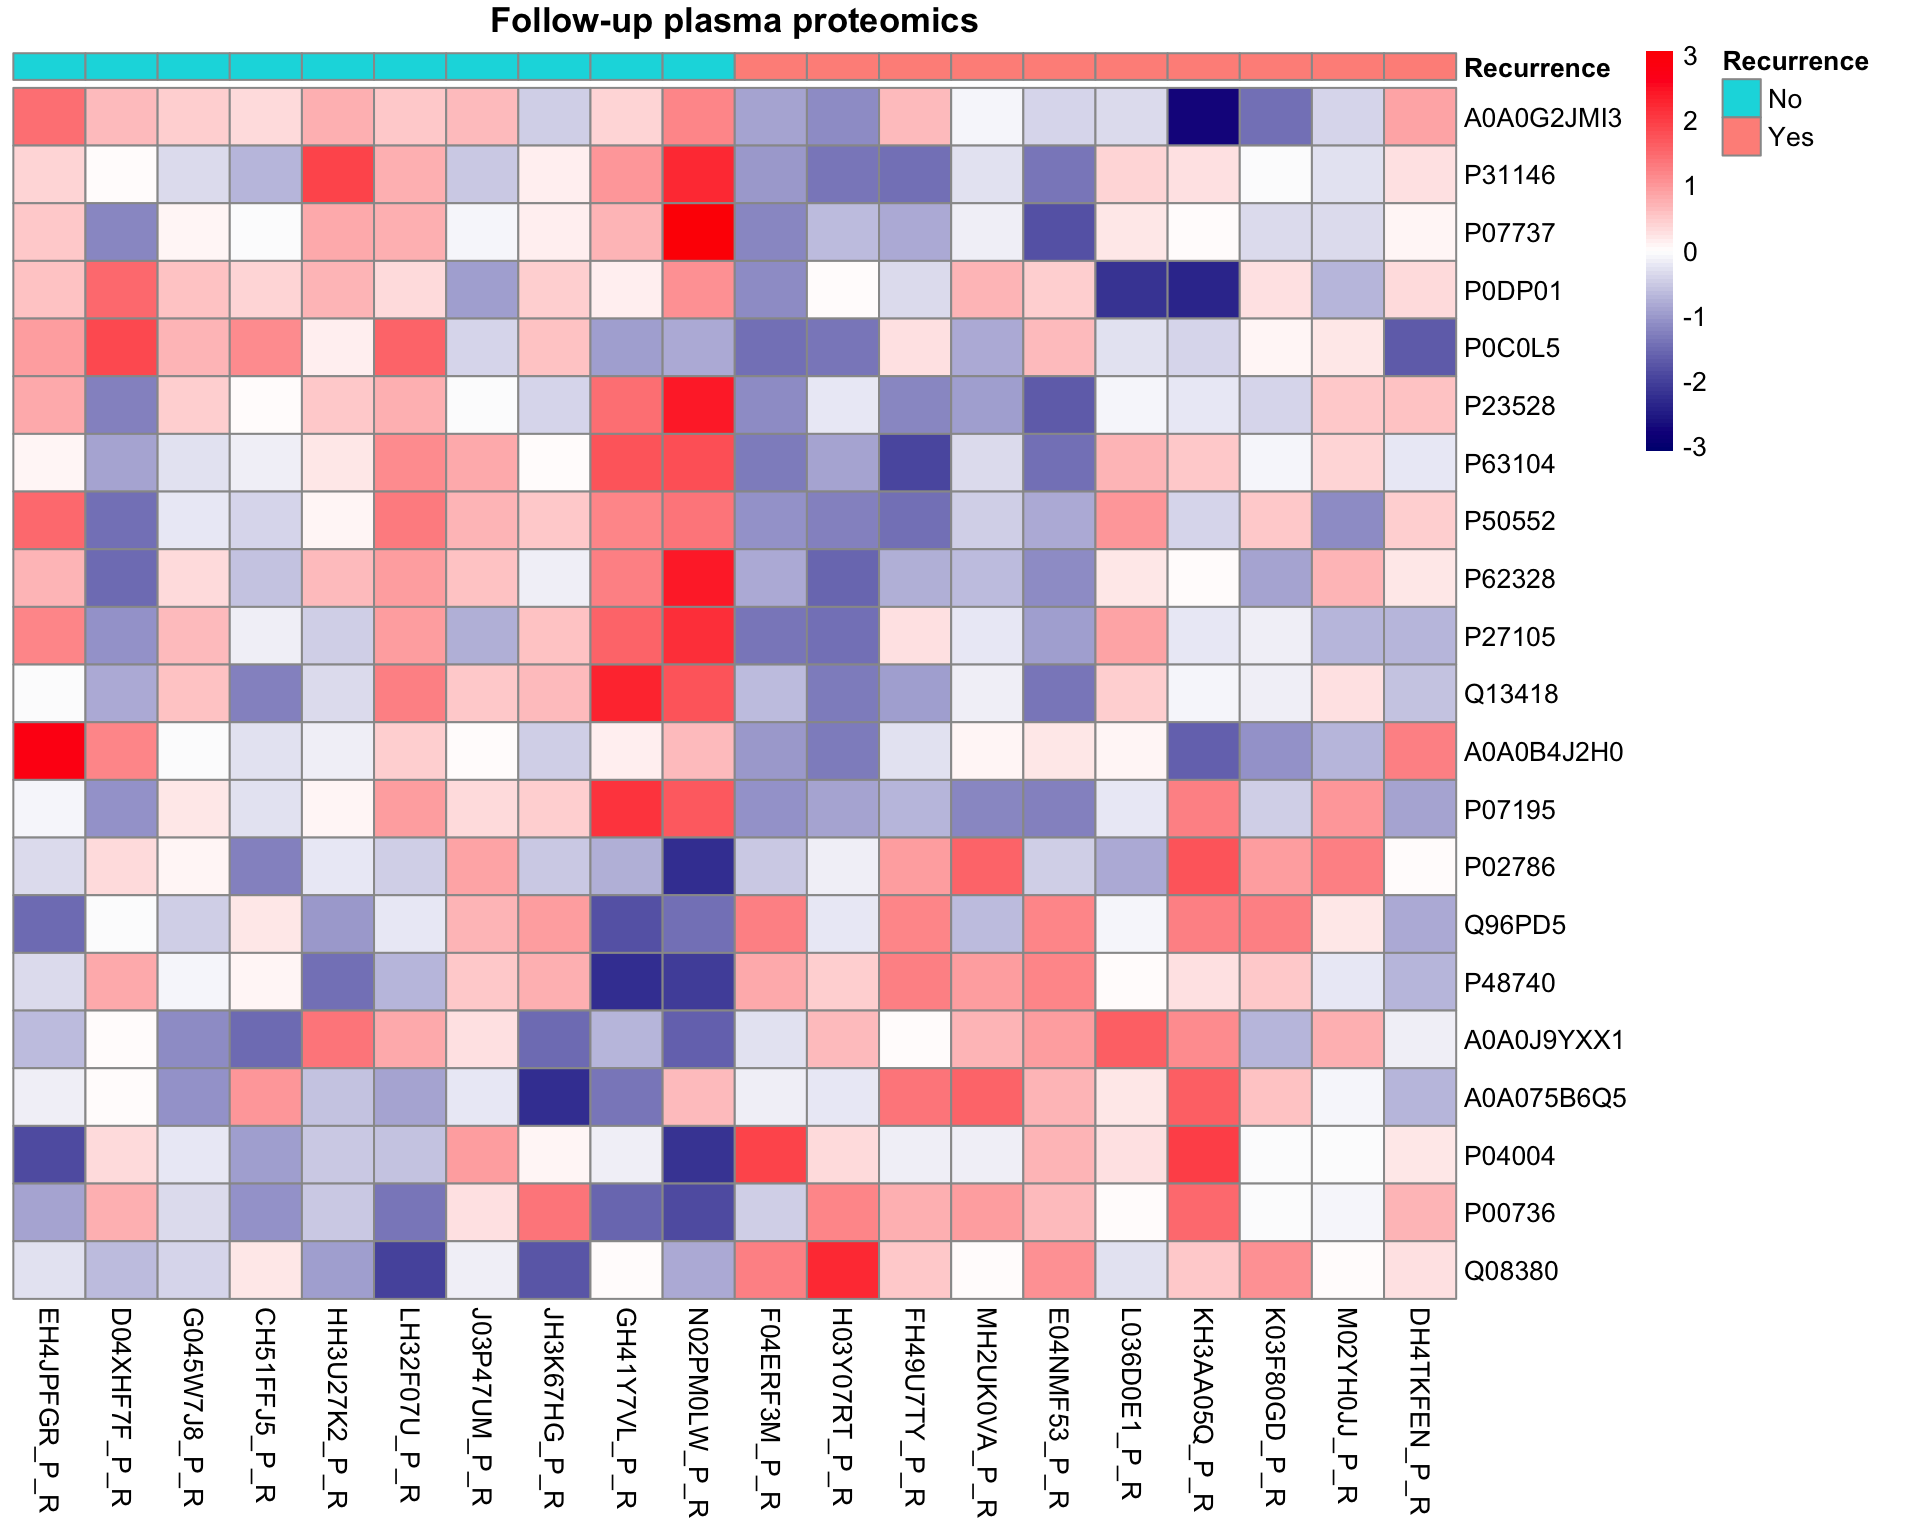 Follow-up plasma proteomics
Recurrence
A0A0G2JMI3
P31146
P07737
P0DP01
P0C0L5
P23528
P63104
P50552
P62328
P27105
Q13418
A0A0B4J2H0
P07195
P02786
Q96PD5
P48740
A0A0J9YXX1
A0A075B6Q5
P04004
P00736
Q08380
3
2
1
0
-1
-2
-3
Recurrence
No
Yes
EH4JPFGR_P_R
D04XHF7F_P_R
G045W7J8_P_R
CH51FFJ5_P_R
HH3U27K2_P_R
LH32F07U_P_R
J03P47UM_P_R
JH3K67HG_P_R
GH41Y7VL_P_R
N02PM0LW_P_R
F04ERF3M_P_R
H03Y07RT_P_R
FH49U7TY_P_R
MH2UK0VA_P_R
E04NMF53_P_R
L036D0E1_P_R
KH3AA05Q_P_R
K03F80GD_P_R
M02YH0JJ_P_R
DH4TKFEN_P_R